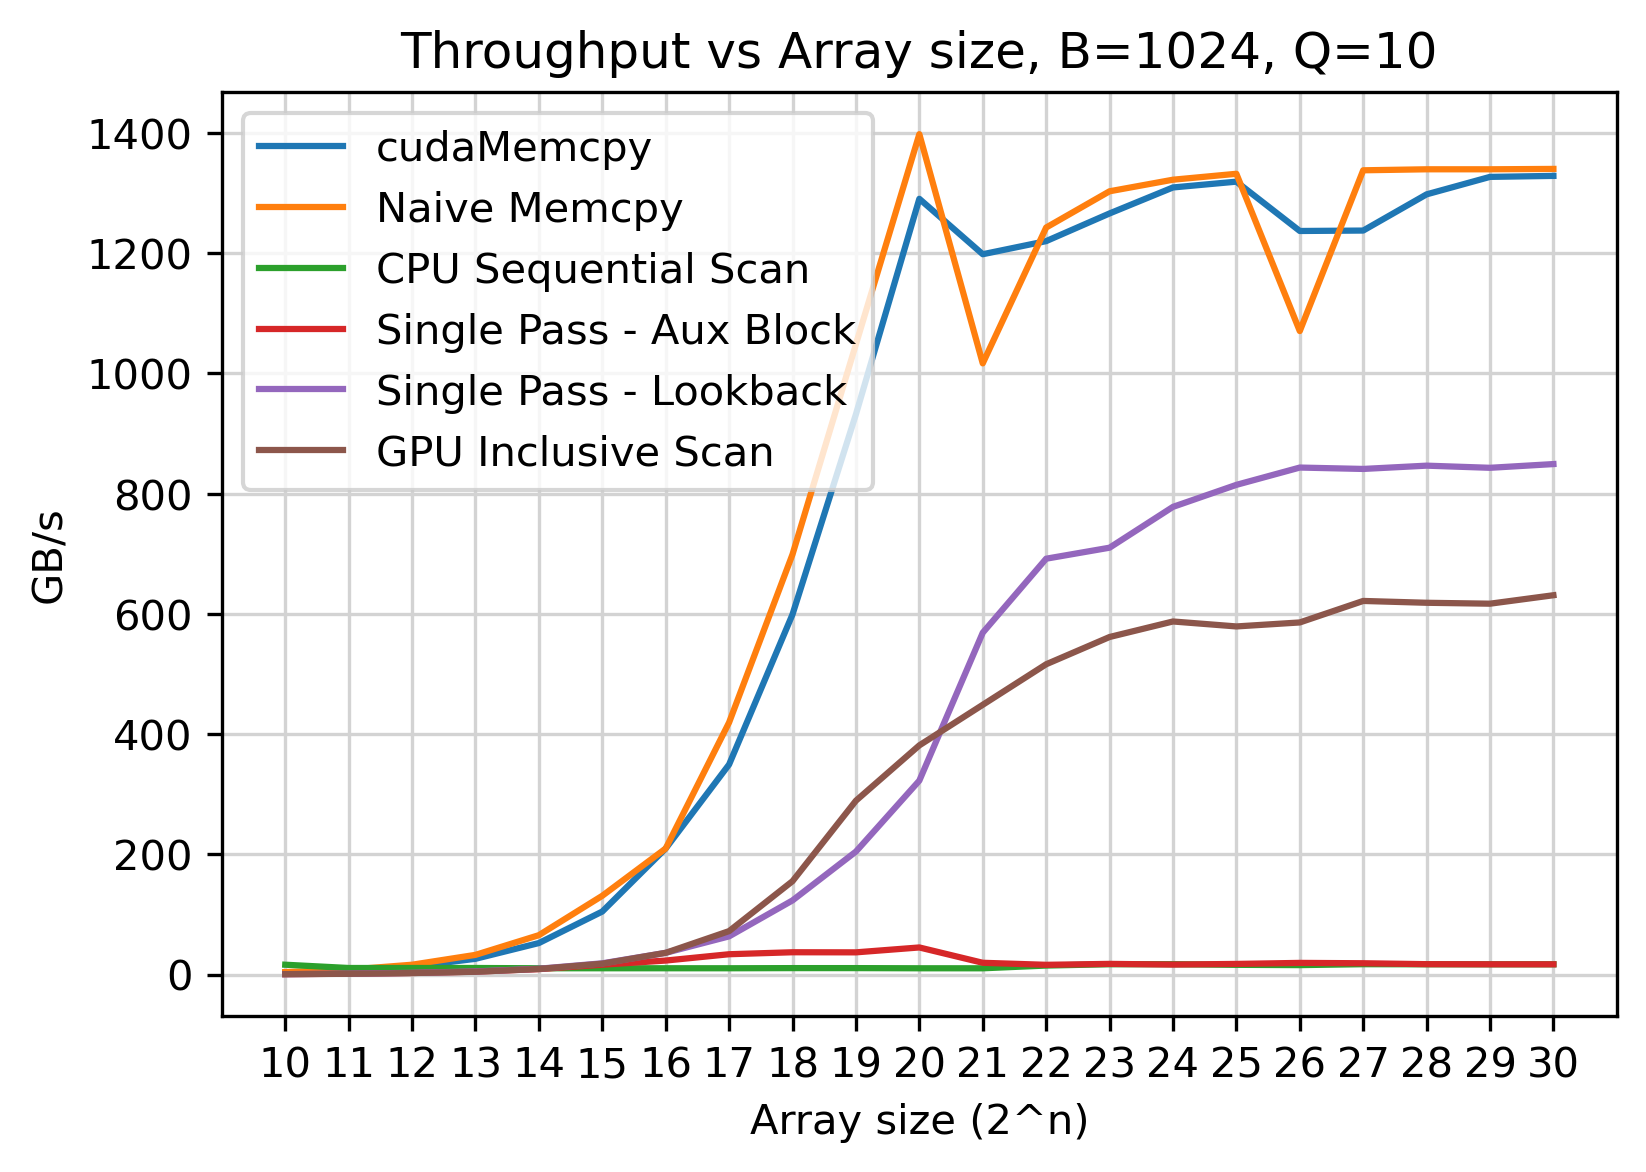 Throughput vs Array size, B=1024, Q=10
1400
1200
1000
800
600
400
200
0
GB/s
cudaMemcpy
Naive Memcpy
CPU Sequential Scan
Single Pass - Aux Block
Single Pass - Lookback
GPU Inclusive Scan
10 11 12 13 14 15 16 17 18 19 20 21 22 23 24 25 26 27 28 29 30
Array size (2^n)